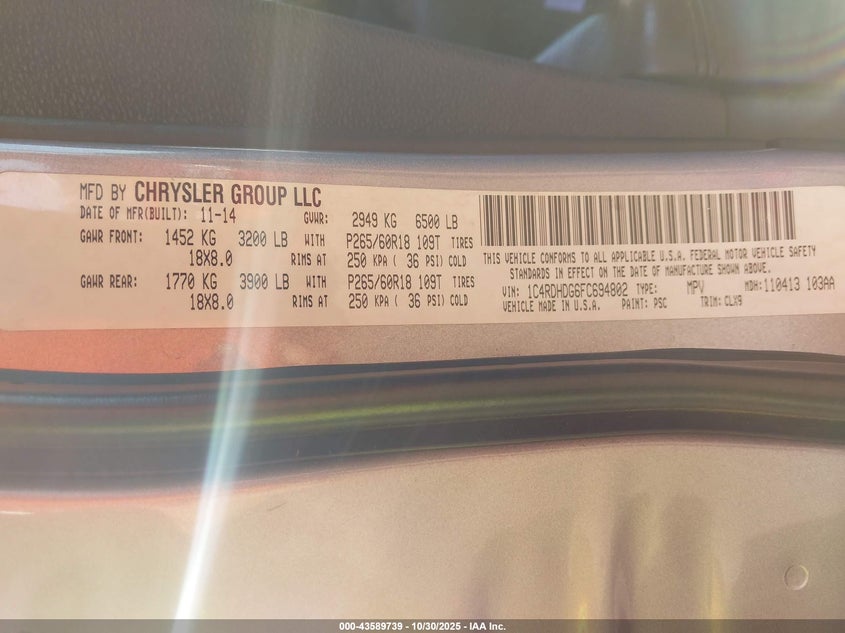 MFD BY CHRYSLER GROUP LLC
DATE OF MFR(BUILT): 11-14 GVWR: 2949 KG 6500 LB
GAWR FRONT: 1452 KG 3200 LB WITH P265/60R18 109T TIRES
18X8.0 RIMS AT 250 KPA ( 36 PSI) COLD
GAWR REAR: 1770 KG 3900 LB WITH P265/60R18 109T TIRES
18X8.0 RIMS AT 250 KPA ( 36 PSI) COLD
THIS VEHICLE CONFORMS TO ALL APPLICABLE U.S.A. FEDERAL MOTOR VEHICLE SAFETY
STANDARDS IN EFFECT ON THE DATE OF MANUFACTURE SHOWN ABOVE.
VIN: 1C4RDHDG6FC694802 TYPE: MPV MDH: 110413 103AA
VEHICLE MADE IN U.S.A. PAINT: PSC TRIM: CLX9
000-43589739 - 10/30/2025 - IAA Inc.